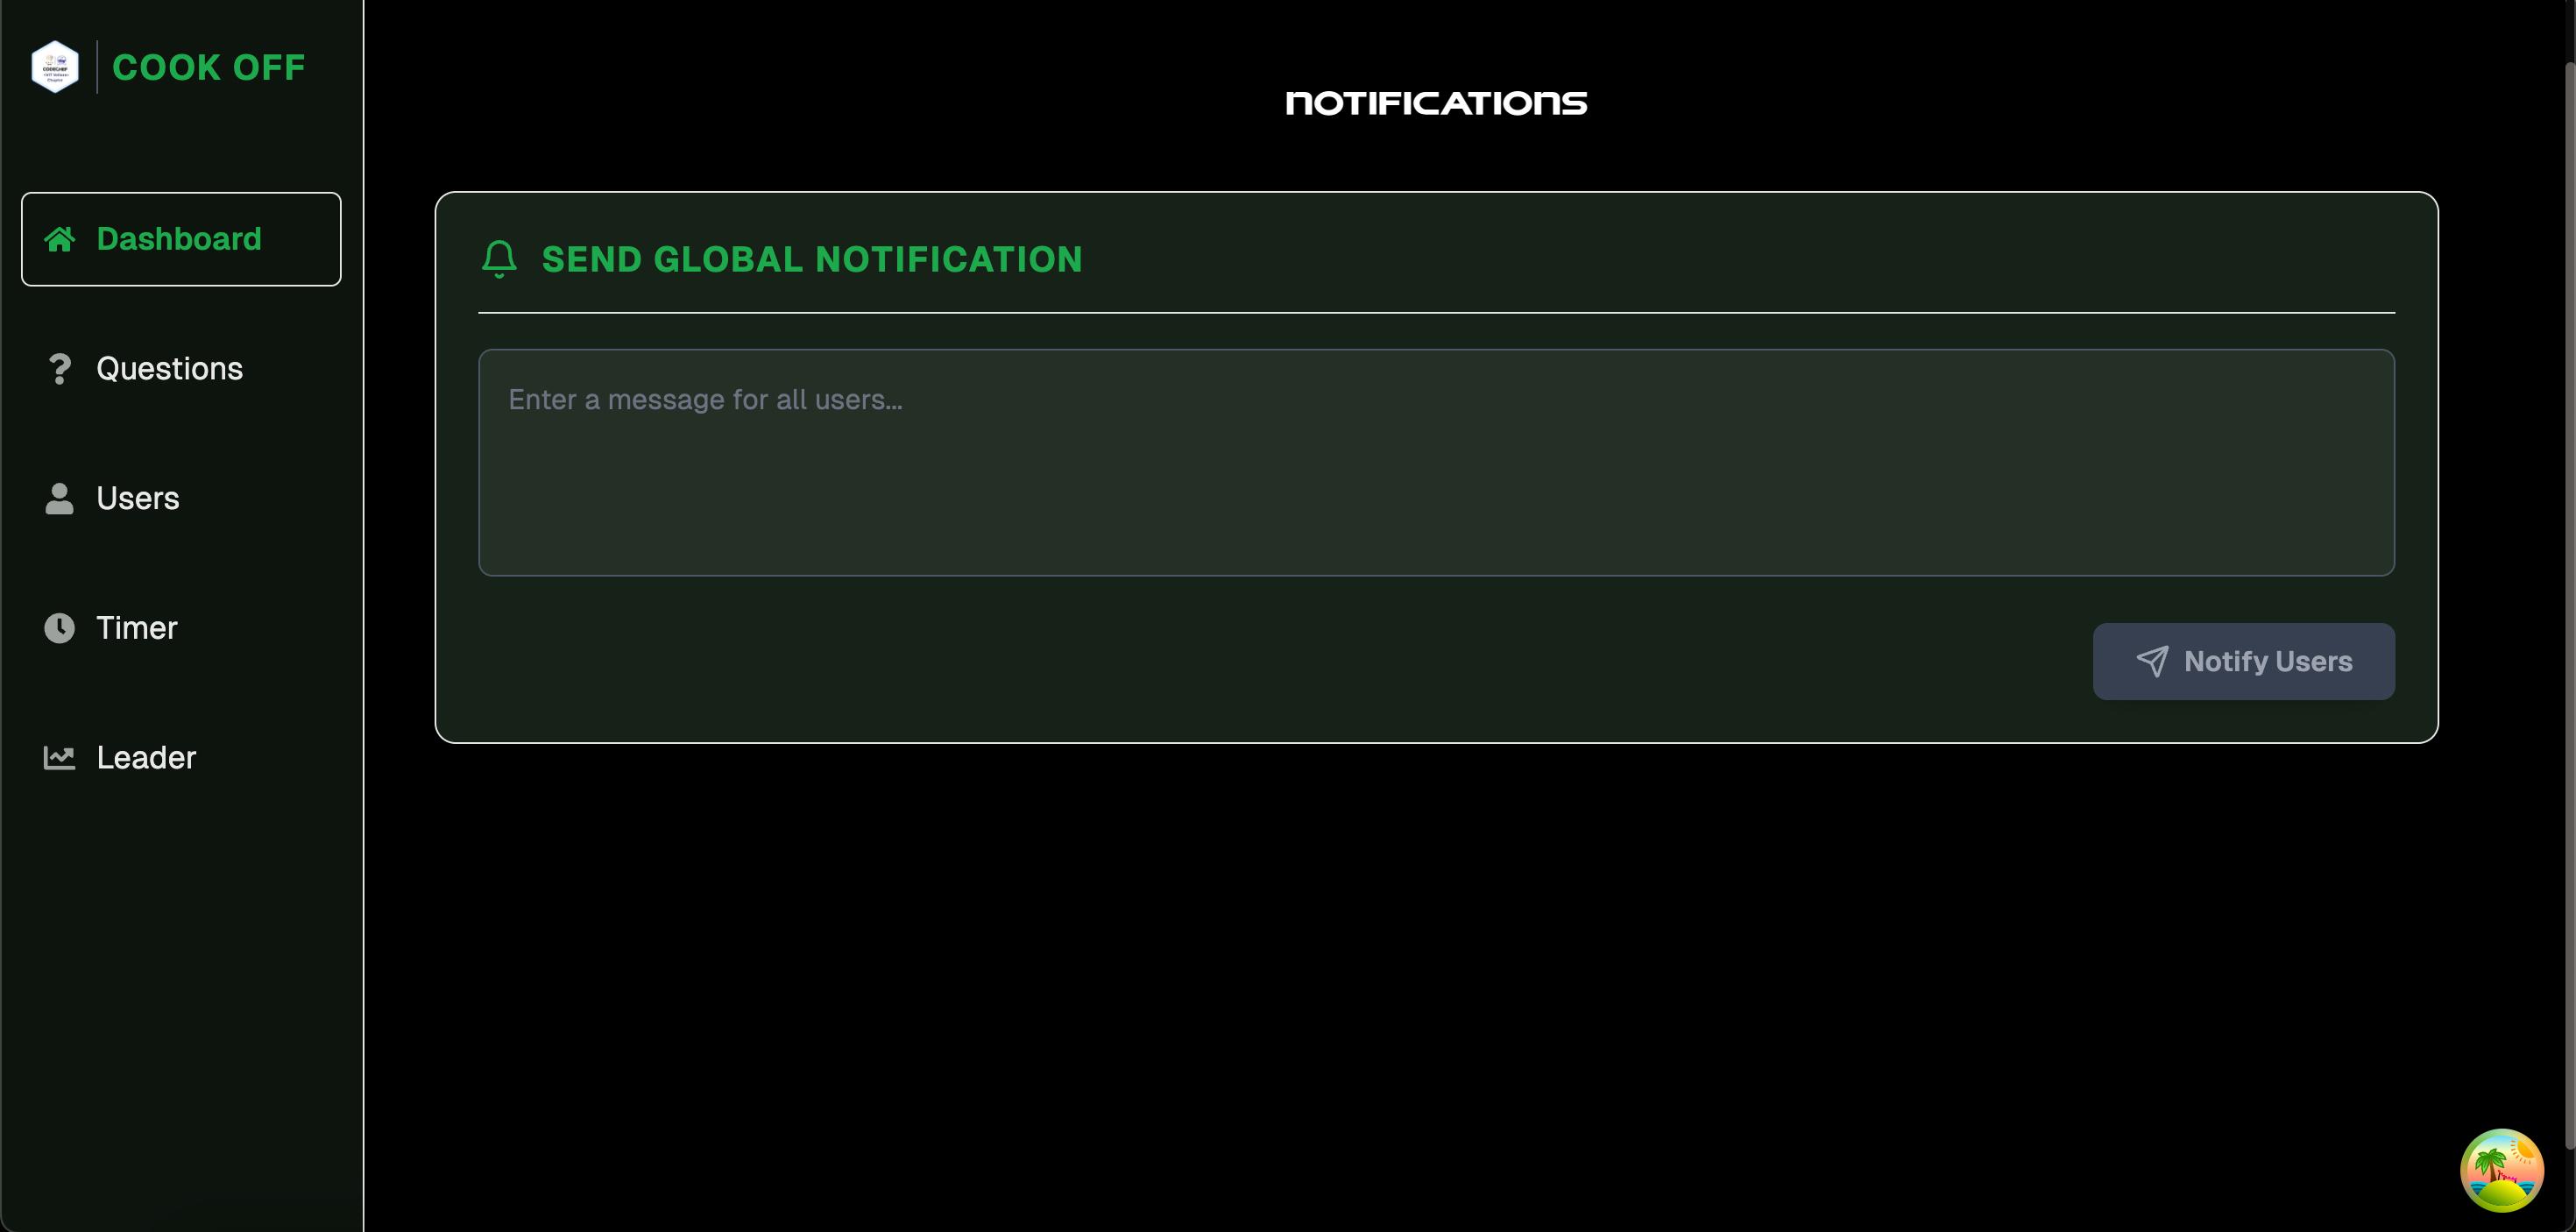 COOK OFF
Dashboard
Questions
Users
Timer
Leader
NOTIFICATIONS
SEND GLOBAL NOTIFICATION
Enter a message for all users...
Notify Users